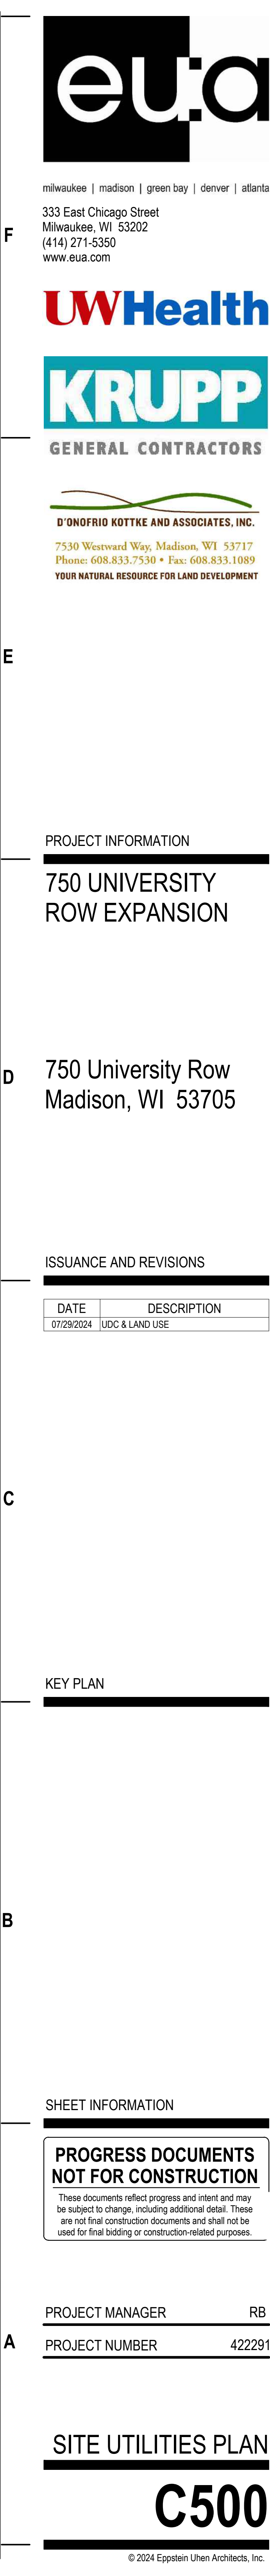 eua
milwaukee | madison | green bay | denver | atlanta
333 East Chicago Street
Milwaukee, WI 53202
(414) 271-5350
www.eua.com
F
UWHealth
KRUPP
GENERAL CONTRACTORS
D'ONOFRIO KOTTKE AND ASSOCIATES, INC.
7530 Westward Way, Madison, WI 53717
Phone: 608.833.7530 • Fax: 608.833.1089
YOUR NATURAL RESOURCE FOR LAND DEVELOPMENT
E
PROJECT INFORMATION
750 UNIVERSITY
ROW EXPANSION
D
750 University Row
Madison, WI 53705
ISSUANCE AND REVISIONS
DATE DESCRIPTION
07/29/2024 UDC & LAND USE
C
KEY PLAN
B
SHEET INFORMATION
PROGRESS DOCUMENTS
NOT FOR CONSTRUCTION
These documents reflect progress and intent and may
be subject to change, including additional detail. These
are not final construction documents and shall not be
used for final bidding or construction-related purposes.
PROJECT MANAGER RB
A
PROJECT NUMBER 422291
SITE UTILITIES PLAN
C500
© 2024 Eppstein Uhen Architects, Inc.